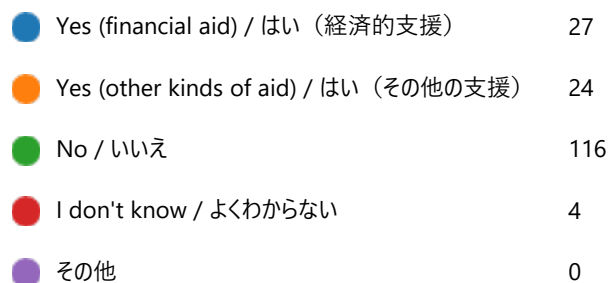 Yes (financial aid) / はい（経済的支援） 27
Yes (other kinds of aid) / はい（その他の支援） 24
No / いいえ 116
I don't know / よくわからない 4
その他 0